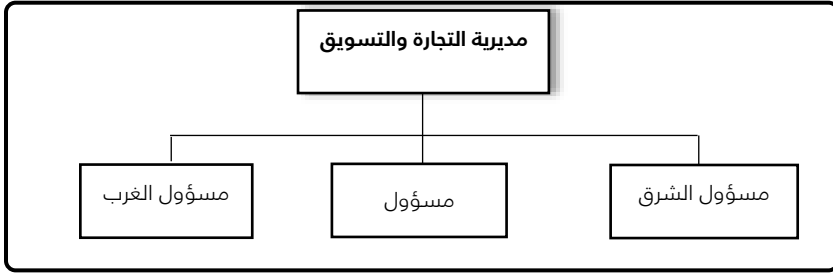 مديرية التجارة والتسويق
مسؤول الشرق
مسؤول
مسؤول الغرب